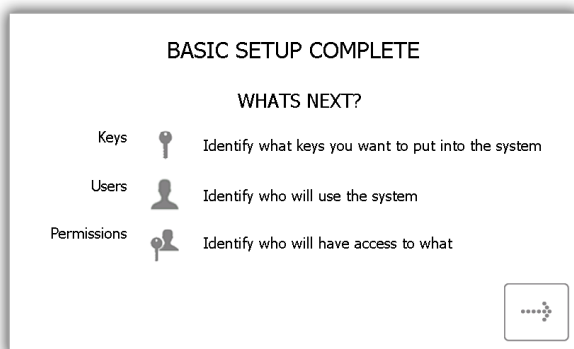 BASIC SETUP COMPLETE
WHATS NEXT?
Keys Identify what keys you want to put into the system
Users Identify who will use the system
Permissions Identify who will have access to what